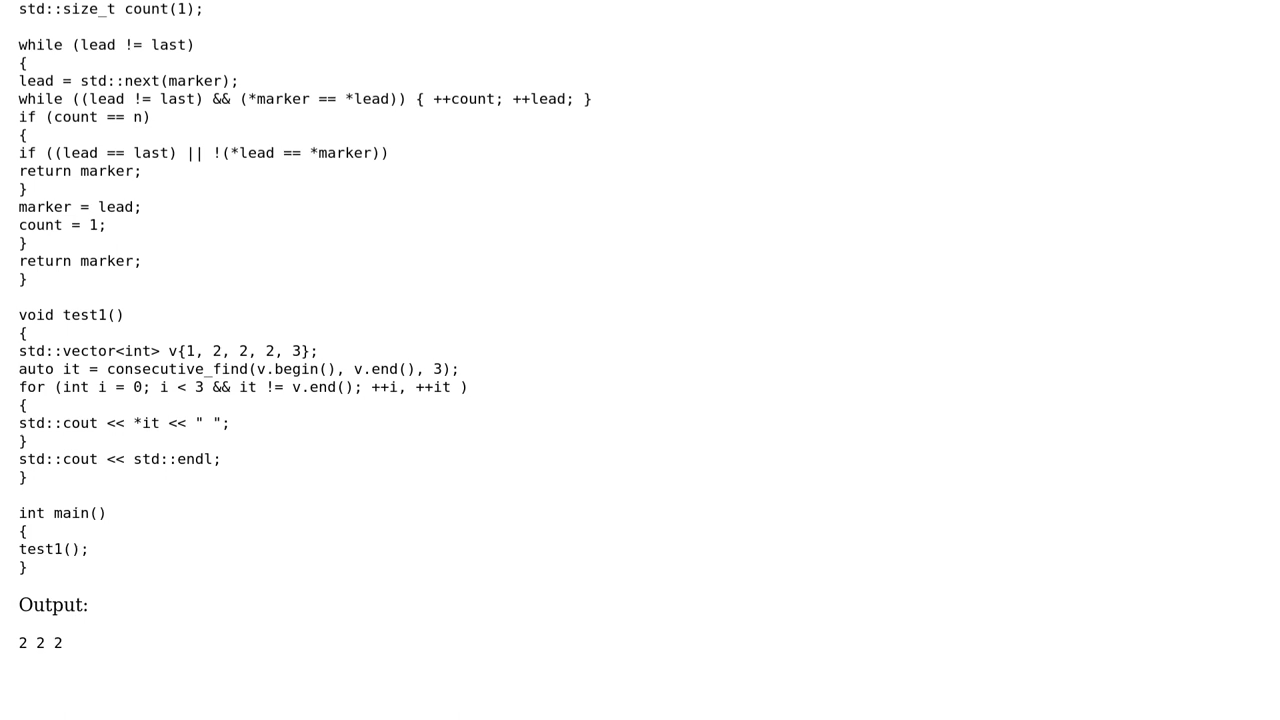 std::size_t count(1);
while (lead != last)
{
lead = std::next(marker);
while ((lead != last) && (*marker == *lead)) { ++count; ++lead; }
if (count == n)
{
if ((lead == last) || !(*lead == *marker))
return marker;
}
marker = lead;
count = 1;
}
return marker;
}
void test1()
{
std::vector<int> v{1, 2, 2, 2, 3};
auto it = consecutive_find(v.begin(), v.end(), 3);
for (int i = 0; i < 3 && it != v.end(); ++i, ++it )
{
std::cout << *it << " ";
}
std::cout << std::endl;
}
int main()
{
test1();
}
Output:
2 2 2